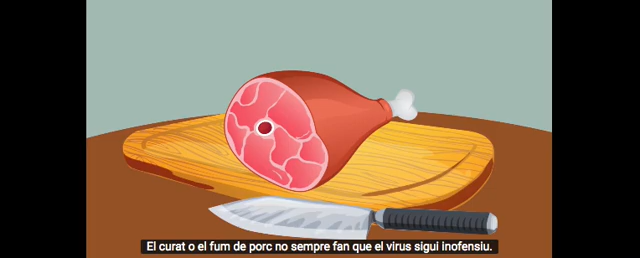 El curat o el fum de porc no sempre fan que el virus sigui inofensiu.